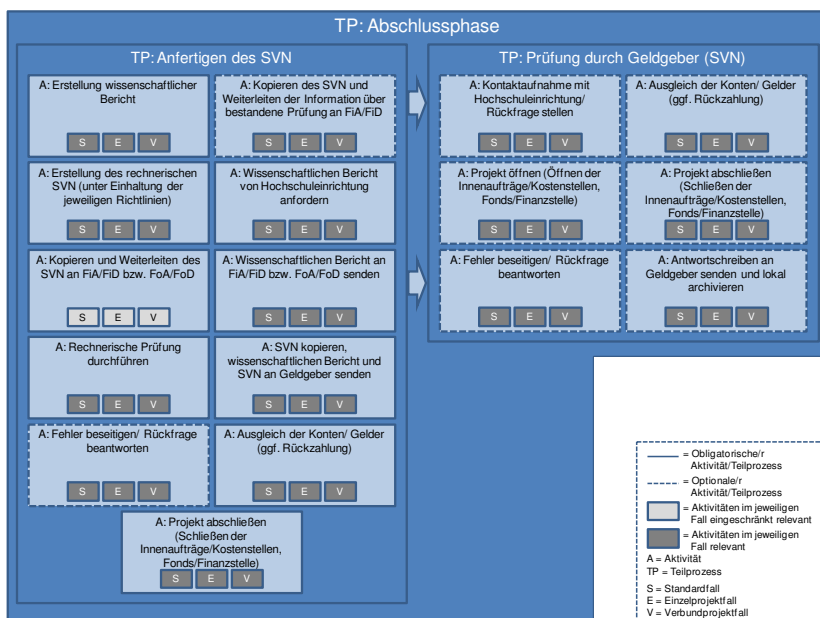 TP: Abschlussphase
TP: Anfertigen des SVN
A: Erstellung wissenschaftlicher
Bericht
S E V
A: Kopieren des SVN und
Weiterleiten der Information über
bestandene Prüfung an FiA/FiD
S E V
A: Erstellung des rechnerischen
SVN (unter Einhaltung der
jeweiligen Richtlinien)
S E V
A: Wissenschaftlichen Bericht
von Hochschuleinrichtung
anfordern
S E V
A: Kopieren und Weiterleiten des
SVN an FiA/FiD bzw. FoA/FoD
S E V
A: Wissenschaftlichen Bericht an
FiA/FiD bzw. FoA/FoD senden
S E V
A: Rechnerische Prüfung
durchführen
S E V
A: SVN kopieren,
wissenschaftlichen Bericht und
SVN an Geldgeber senden
S E V
A: Fehler beseitigen/ Rückfrage
beantworten
S E V
A: Ausgleich der Konten/ Gelder
(ggf. Rückzahlung)
S E V
A: Projekt abschließen
(Schließen der
Innenaufträge/Kostenstellen,
Fonds/Finanzstelle)
S E V
TP: Prüfung durch Geldgeber (SVN)
A: Kontaktaufnahme mit
Hochschuleinrichtung/
Rückfrage stellen
S E V
A: Ausgleich der Konten/ Gelder
(ggf. Rückzahlung)
S E V
A: Projekt öffnen (Öffnen der
Innenaufträge/Kostenstellen,
Fonds/Finanzstelle)
S E V
A: Projekt abschließen
(Schließen der
Innenaufträge/Kostenstellen,
Fonds/Finanzstelle)
S E V
A: Fehler beseitigen/ Rückfrage
beantworten
S E V
A: Antwortschreiben an
Geldgeber senden und lokal
archivieren
S E V
= Obligatorische/r
Aktivität/Teilprozess
= Optionale/r
Aktivität/Teilprozess
= Aktivitäten im jeweiligen
Fall eingeschränkt relevant
= Aktivitäten im jeweiligen
Fall relevant
A = Aktivität
TP = Teilprozess
S = Standardfall
E = Einzelprojektfall
V = Verbundprojektfall